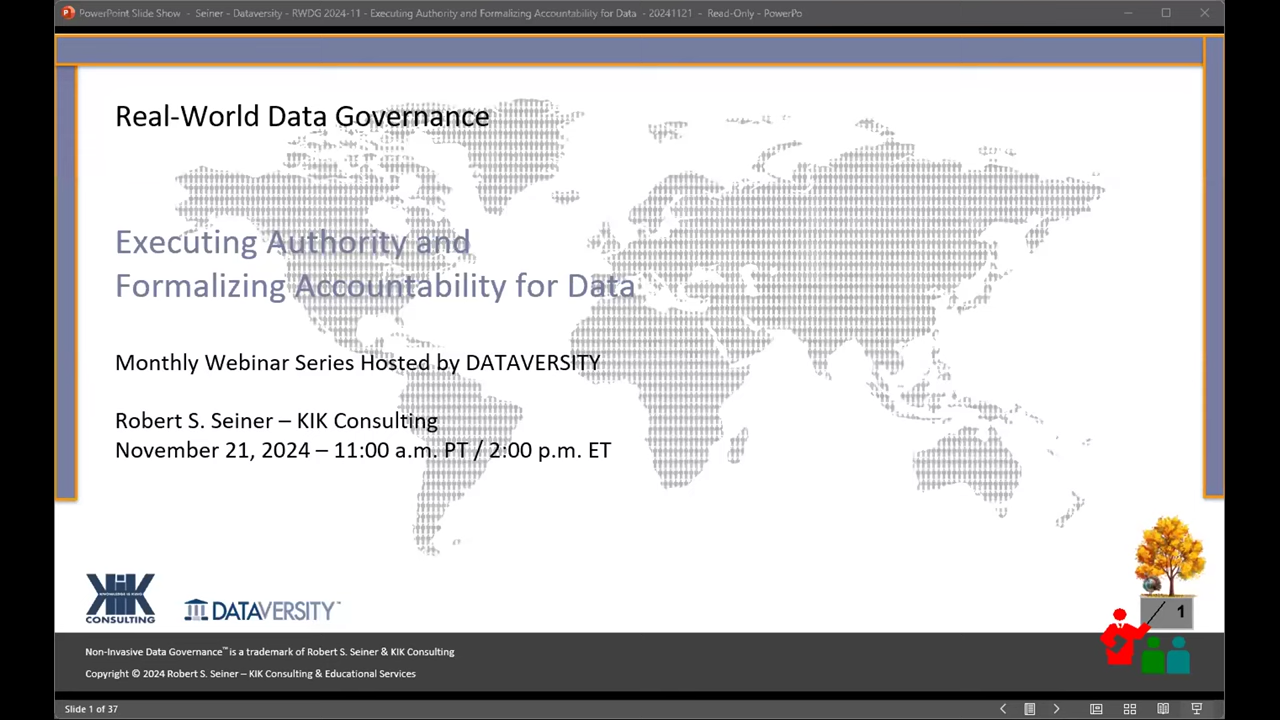 PowerPoint Slide Show - Seiner - Dataversity - RWDG 2024-11 - Executing Authority and Formalizing Accountability for Data - 20241121 - Read-Only - PowerPo
Real-World Data Governance
Executing Authority and
Formalizing Accountability for Data
Monthly Webinar Series Hosted by DATAVERSITY
Robert S. Seiner – KIK Consulting
November 21, 2024 – 11:00 a.m. PT / 2:00 p.m. ET
KIK
CONSULTING
DATAVERSITY™
1
Non-Invasive Data Governance™ is a trademark of Robert S. Seiner & KIK Consulting
Copyright © 2024 Robert S. Seiner – KIK Consulting & Educational Services
Slide 1 of 37